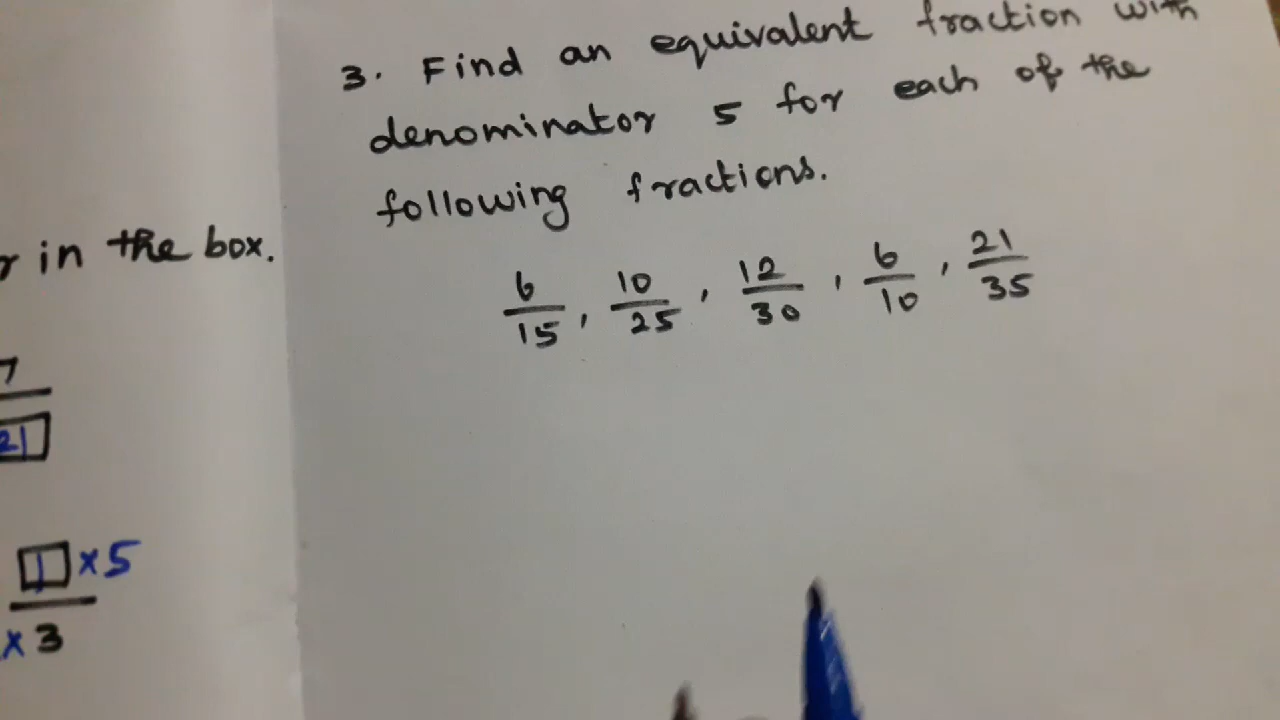 3. Find an equivalent fraction with
denominator 5 for each of the
following fractions.
6/15, 10/25, 12/30, 6/10, 21/35
in the box.
7
21
1 × 5
× 3